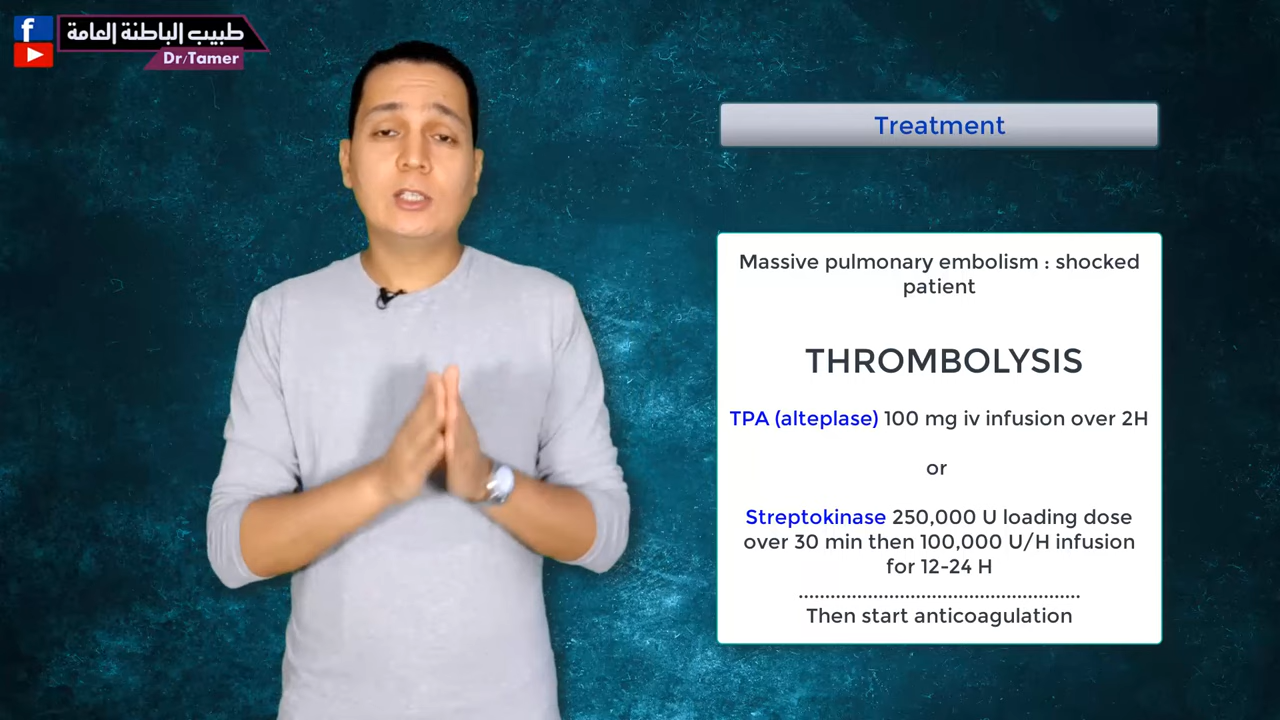 f
طبيب الباطنة العامة
Dr/Tamer
Treatment
Massive pulmonary embolism : shocked
patient
THROMBOLYSIS
TPA (alteplase) 100 mg iv infusion over 2H
or
Streptokinase 250,000 U loading dose
over 30 min then 100,000 U/H infusion
for 12-24 H
......................................................
Then start anticoagulation